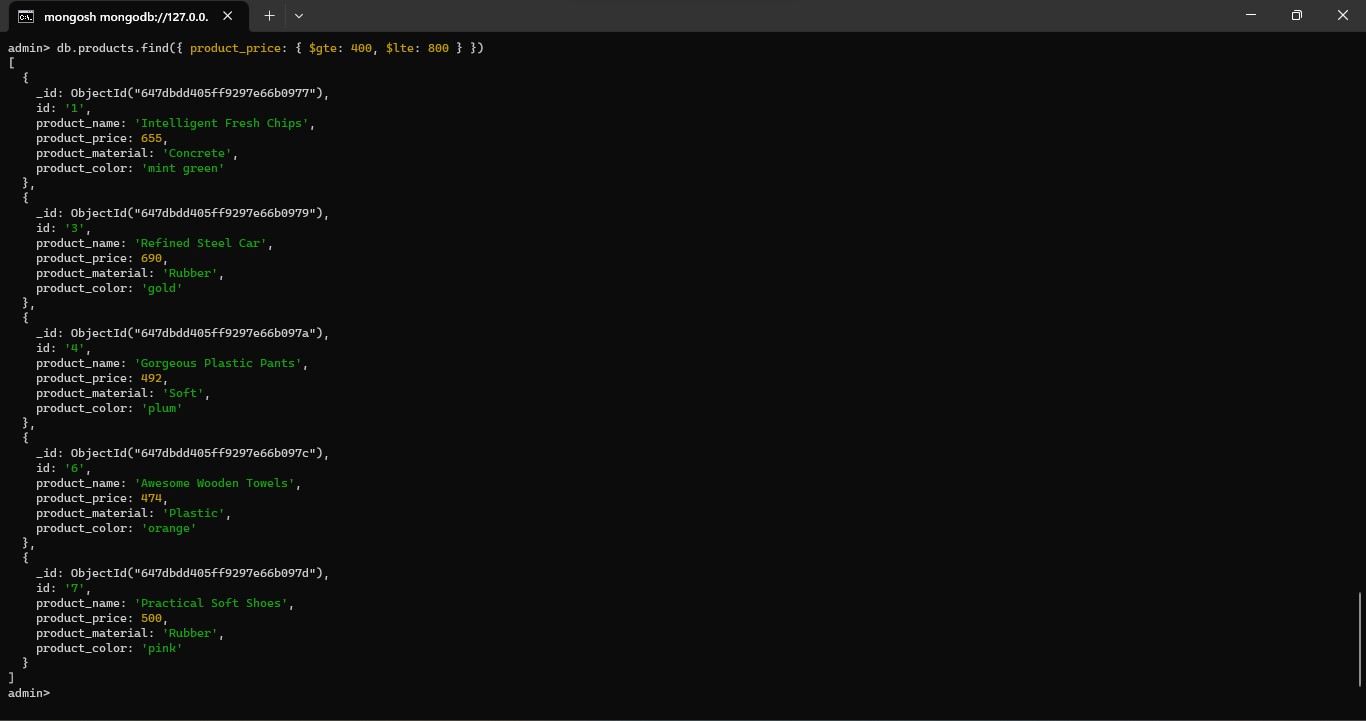 mongosh mongodb://127.0.0.
admin> db.products.find({ product_price: { $gte: 400, $lte: 800 } })
[
  {
    _id: ObjectId("647dbdd405ff9297e66b0977"),
    id: '1',
    product_name: 'Intelligent Fresh Chips',
    product_price: 655,
    product_material: 'Concrete',
    product_color: 'mint green'
  },
  {
    _id: ObjectId("647dbdd405ff9297e66b0979"),
    id: '3',
    product_name: 'Refined Steel Car',
    product_price: 690,
    product_material: 'Rubber',
    product_color: 'gold'
  },
  {
    _id: ObjectId("647dbdd405ff9297e66b097a"),
    id: '4',
    product_name: 'Gorgeous Plastic Pants',
    product_price: 492,
    product_material: 'Soft',
    product_color: 'plum'
  },
  {
    _id: ObjectId("647dbdd405ff9297e66b097c"),
    id: '6',
    product_name: 'Awesome Wooden Towels',
    product_price: 474,
    product_material: 'Plastic',
    product_color: 'orange'
  },
  {
    _id: ObjectId("647dbdd405ff9297e66b097d"),
    id: '7',
    product_name: 'Practical Soft Shoes',
    product_price: 500,
    product_material: 'Rubber',
    product_color: 'pink'
  }
]
admin>